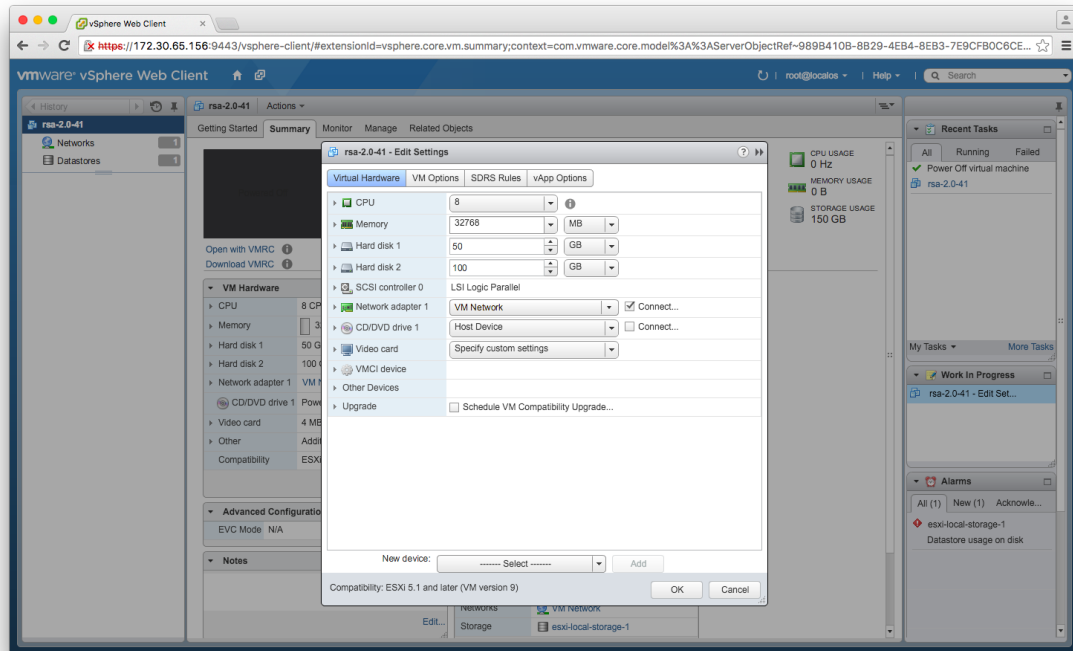 vSphere Web Client
https://172.30.65.156:9443/vsphere-client/#extensionId=vsphere.core.vm.summary;context=com.vmware.core.model%3A%3AServerObjectRef~989B410B-8B29-4EB4-8EB3-7E9CFB0C6CE...
vmware® vSphere Web Client
root@localos
Help
Search
History
rsa-2.0-41
Networks 1
Datastores 1
rsa-2.0-41 Actions
Getting Started Summary Monitor Manage Related Objects
Open with VMRC
Download VMRC
VM Hardware
CPU 8 CP
Memory 3
Hard disk 1 50 G
Hard disk 2 100
Network adapter 1 VM N
CD/DVD drive 1 Powe
Video card 4 MB
Other Addit
Compatibility ESXi
Advanced Configuratio
EVC Mode N/A
Notes
Edit...
Networks VM Network
Storage esxi-local-storage-1
CPU USAGE
0 Hz
MEMORY USAGE
0 B
STORAGE USAGE
150 GB
rsa-2.0-41 - Edit Settings
Virtual Hardware VM Options SDRS Rules vApp Options
CPU 8
Memory 32768 MB
Hard disk 1 50 GB
Hard disk 2 100 GB
SCSI controller 0 LSI Logic Parallel
Network adapter 1 VM Network Connect...
CD/DVD drive 1 Host Device Connect...
Video card Specify custom settings
VMCI device
Other Devices
Upgrade Schedule VM Compatibility Upgrade...
New device: ------- Select ------- Add
Compatibility: ESXi 5.1 and later (VM version 9) OK Cancel
Recent Tasks
All Running Failed
Power Off virtual machine
rsa-2.0-41
My Tasks More Tasks
Work In Progress
rsa-2.0-41 - Edit Set...
Alarms
All (1) New (1) Acknowle...
esxi-local-storage-1
Datastore usage on disk